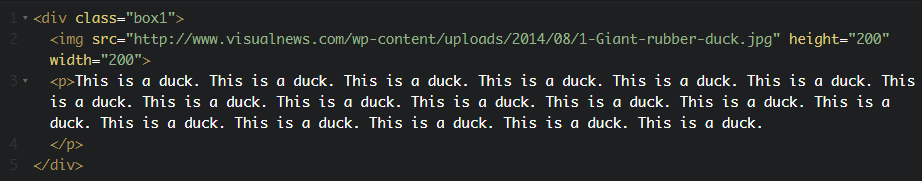 1 <div class="box1">
2 <img src="http://www.visualnews.com/wp-content/uploads/2014/08/1-Giant-rubber-duck.jpg" height="200"
width="200">
3 <p>This is a duck. This is a duck. This is a duck. This is a duck. This is a duck. This is a duck. This
is a duck. This is a duck. This is a duck. This is a duck. This is a duck. This is a duck. This is a
duck. This is a duck. This is a duck. This is a duck. This is a duck. This is a duck.
4 </p>
5 </div>